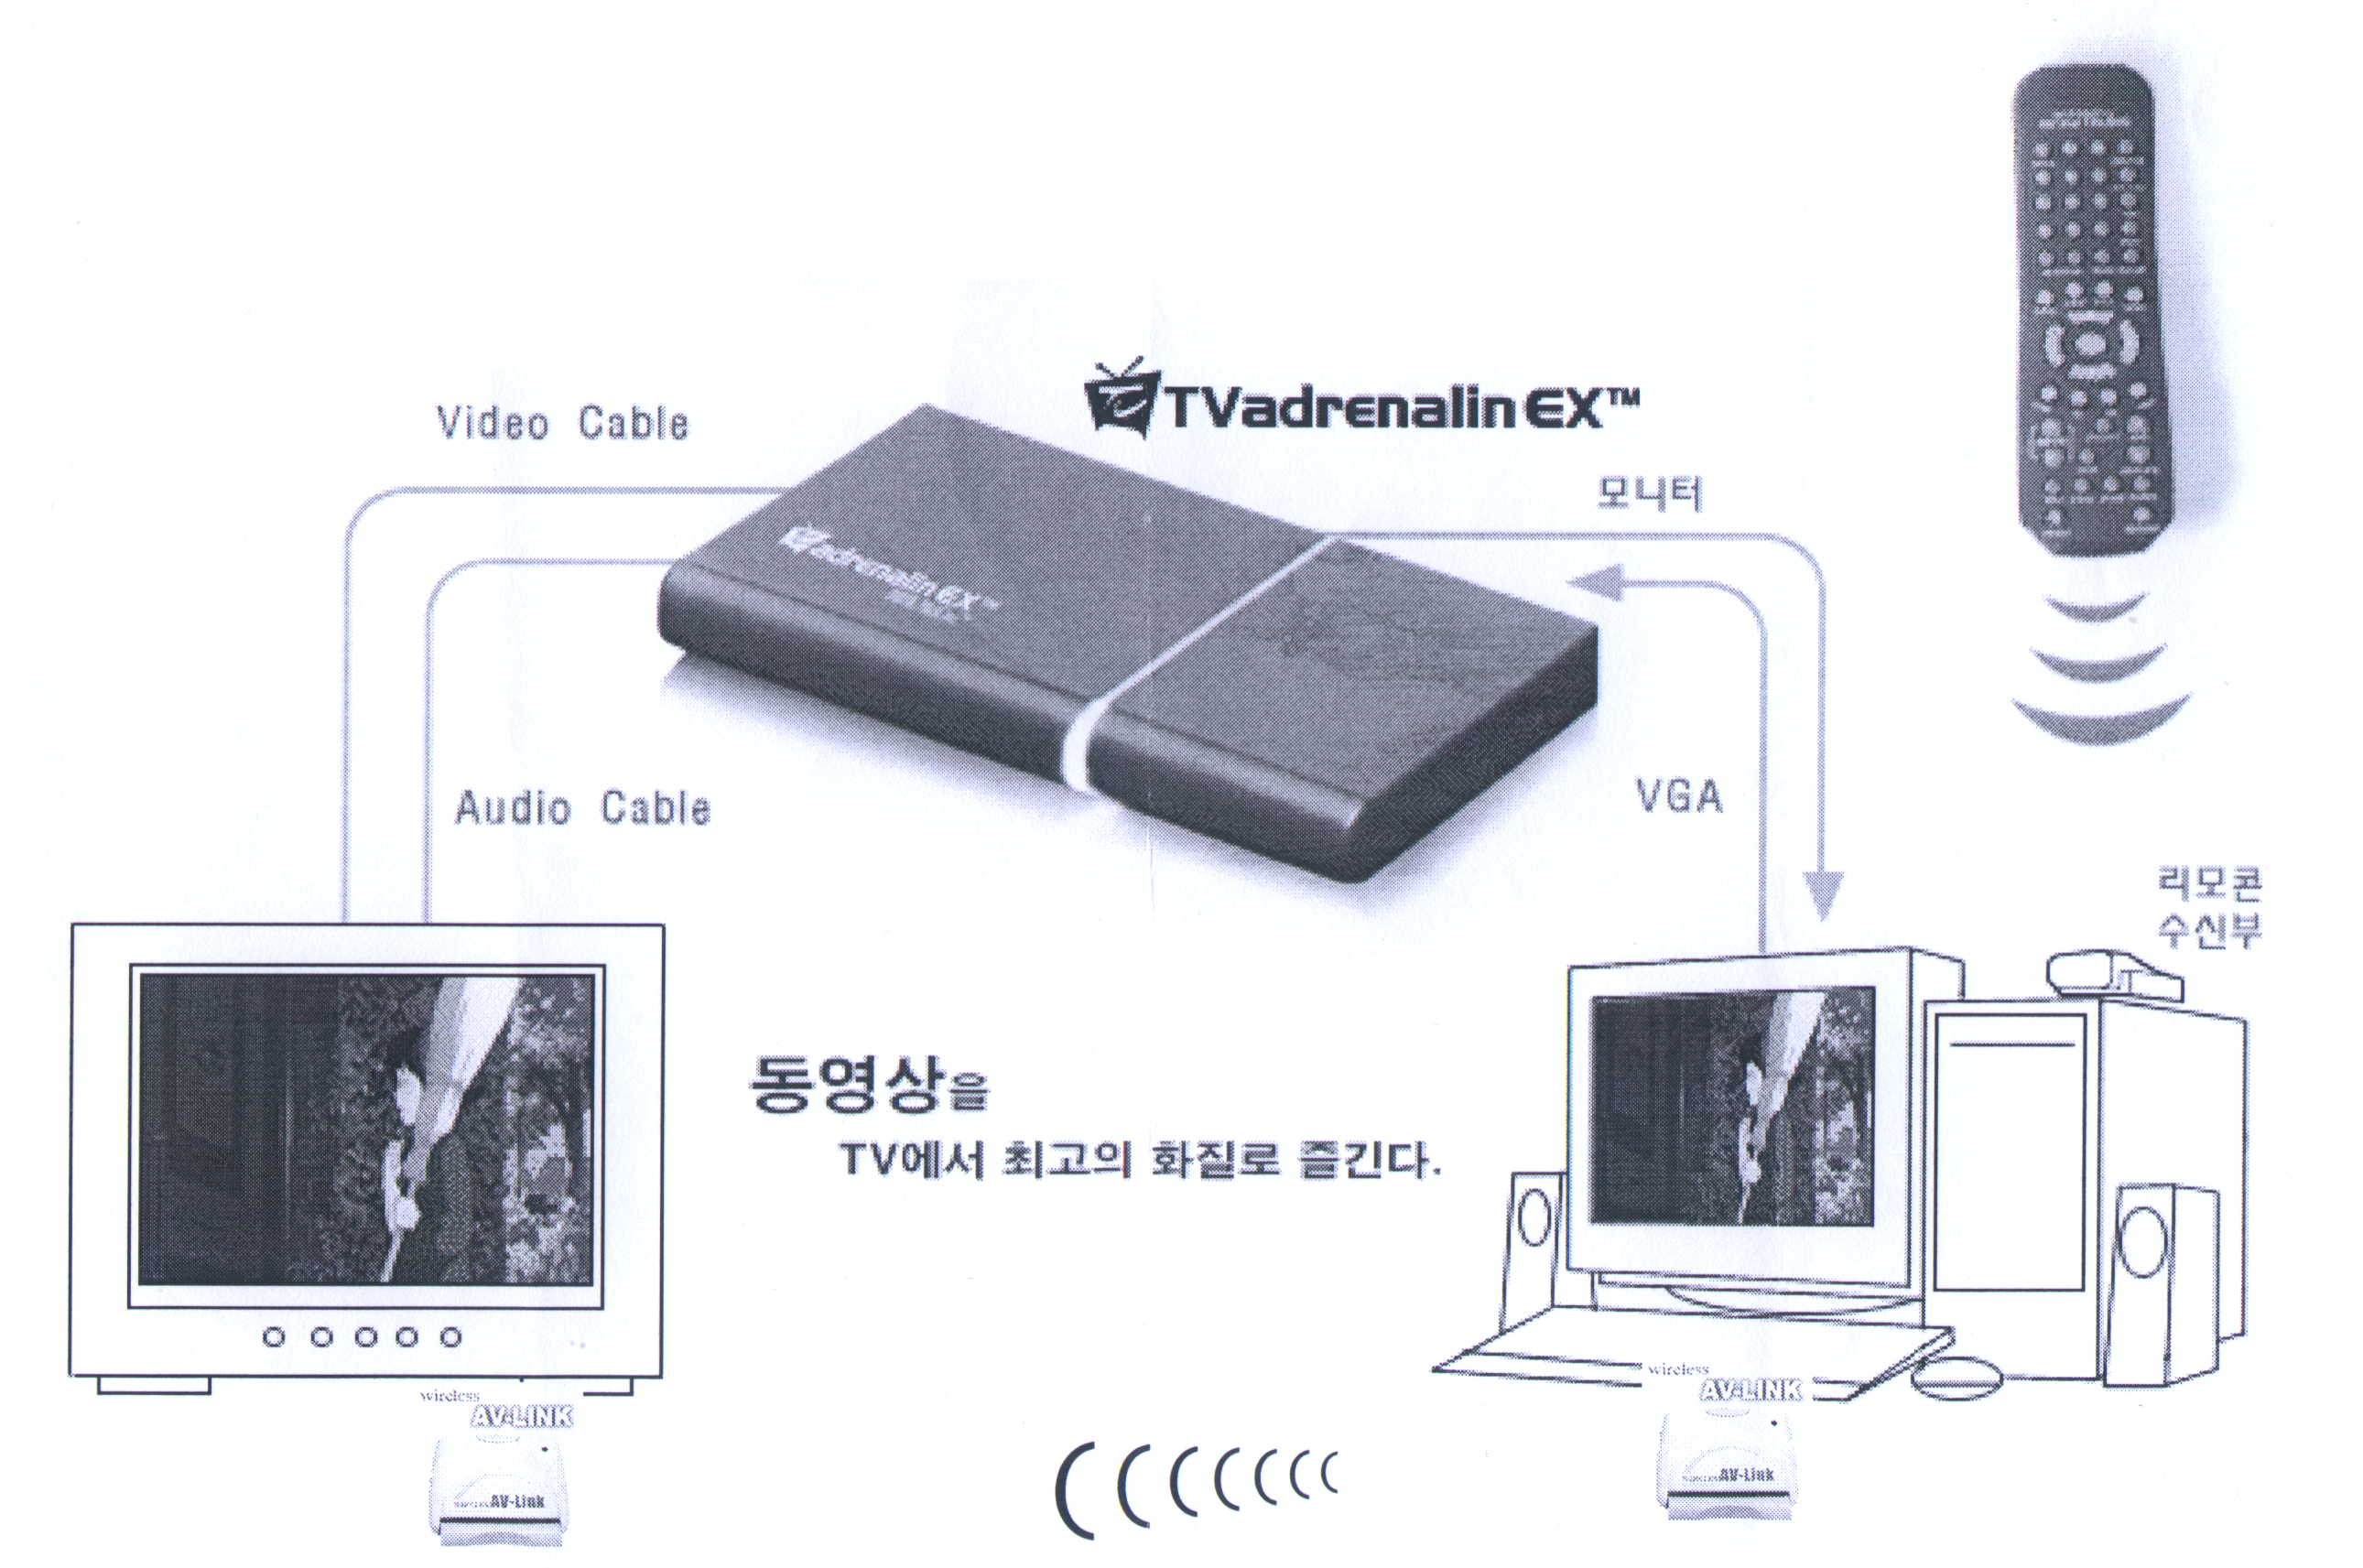 TVadrenalin EX™
Video Cable
모니터
TVadrenalin EX™
VGA
Audio Cable
리모콘
수신부
동영상을
TV에서 최고의 화질로 즐긴다.
wireless
AV-LINK
AV-Link
wireless
AV-LINK
AV-Link